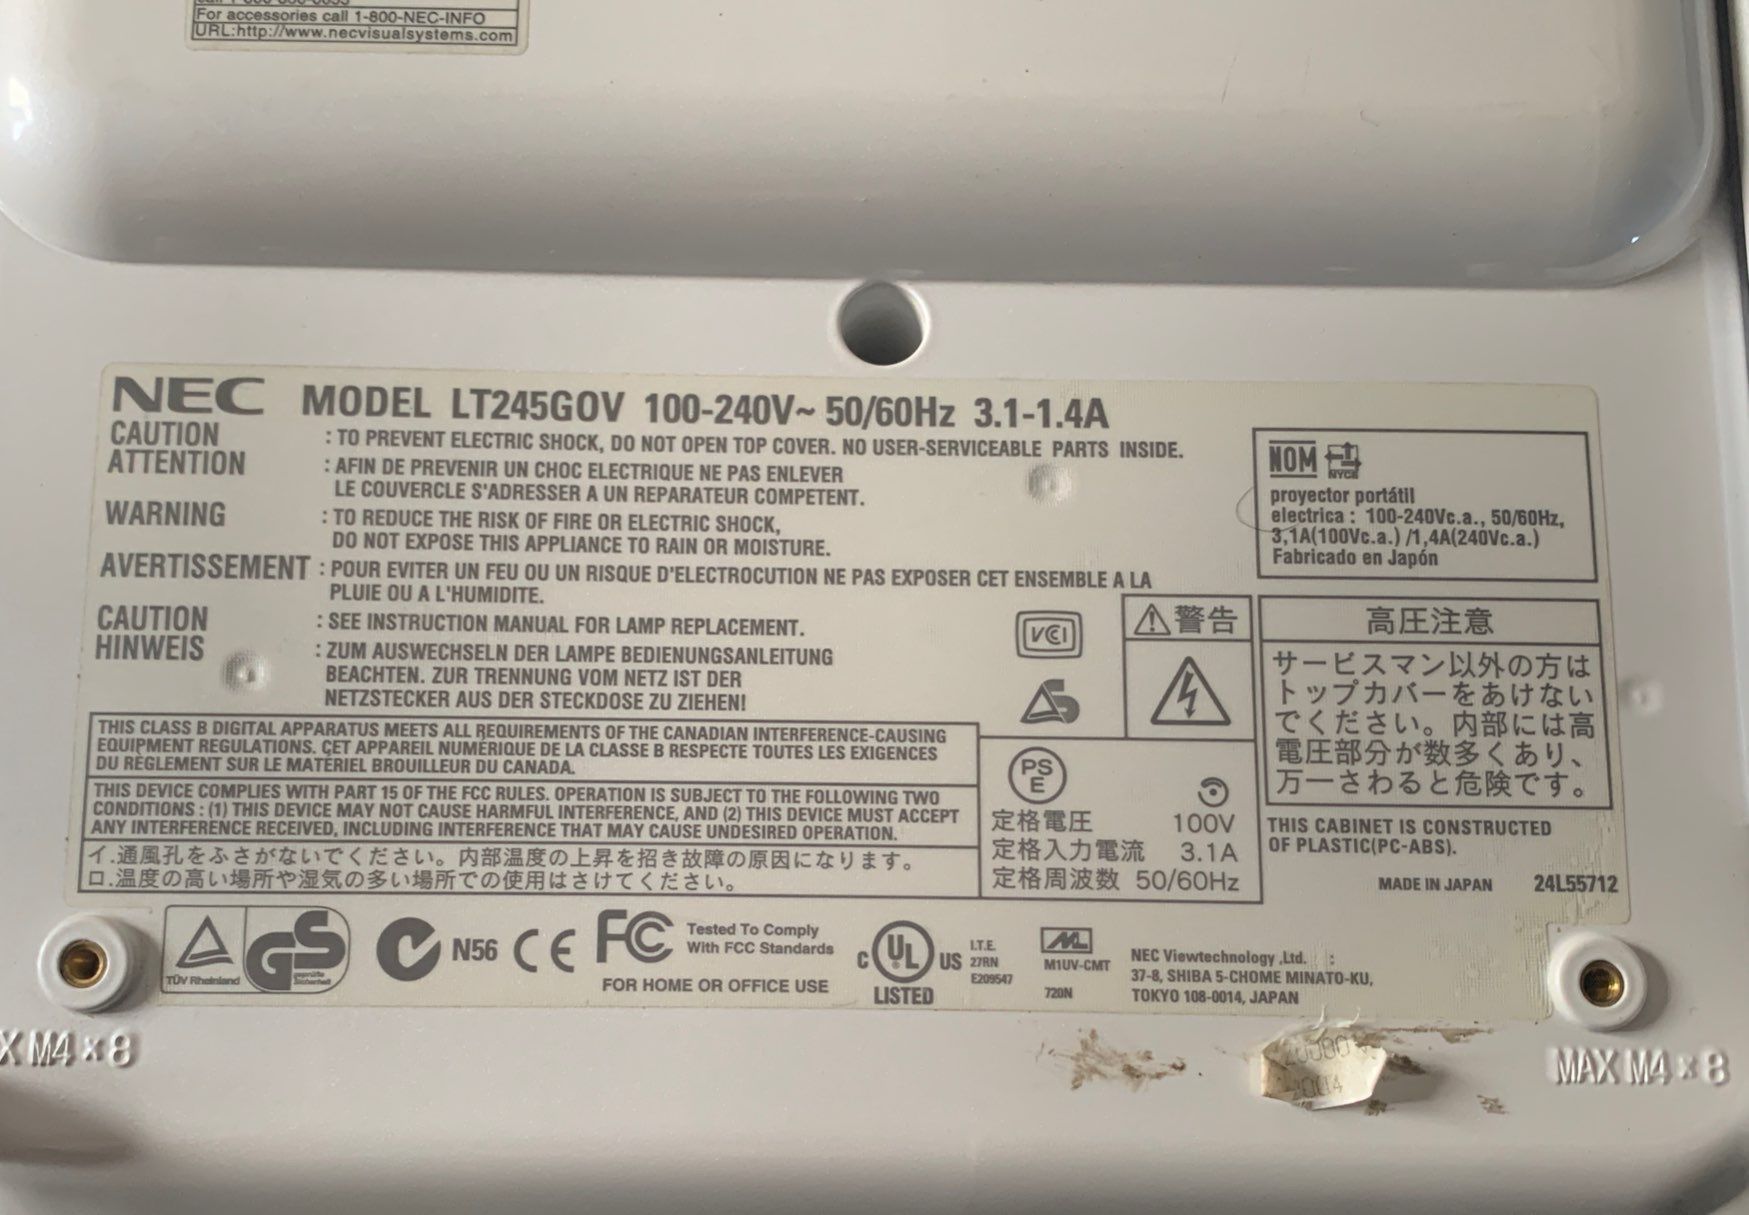 For accessories call 1-800-NEC-INFO
URL:http://www.necvisualsystems.com
NEC MODEL LT245GOV 100-240V~ 50/60Hz 3.1-1.4A
CAUTION : TO PREVENT ELECTRIC SHOCK, DO NOT OPEN TOP COVER. NO USER-SERVICEABLE PARTS INSIDE.
ATTENTION : AFIN DE PREVENIR UN CHOC ELECTRIQUE NE PAS ENLEVER
LE COUVERCLE S'ADRESSER A UN REPARATEUR COMPETENT.
WARNING : TO REDUCE THE RISK OF FIRE OR ELECTRIC SHOCK,
DO NOT EXPOSE THIS APPLIANCE TO RAIN OR MOISTURE.
AVERTISSEMENT : POUR EVITER UN FEU OU UN RISQUE D'ELECTROCUTION NE PAS EXPOSER CET ENSEMBLE A LA
PLUIE OU A L'HUMIDITE.
CAUTION : SEE INSTRUCTION MANUAL FOR LAMP REPLACEMENT.
HINWEIS : ZUM AUSWECHSELN DER LAMPE BEDIENUNGSANLEITUNG
BEACHTEN. ZUR TRENNUNG VOM NETZ IST DER
NETZSTECKER AUS DER STECKDOSE ZU ZIEHEN!
NOM NYCE
proyector portátil
electrica : 100-240Vc.a., 50/60Hz,
3,1A(100Vc.a.) /1,4A(240Vc.a.)
Fabricado en Japón
VCI
警告
高圧注意
サービスマン以外の方は
トップカバーをあけない
でください。内部には高
電圧部分が数多くあり、
万一さわると危険です。
THIS CLASS B DIGITAL APPARATUS MEETS ALL REQUIREMENTS OF THE CANADIAN INTERFERENCE-CAUSING
EQUIPMENT REGULATIONS. CET APPAREIL NUMÉRIQUE DE LA CLASSE B RESPECTE TOUTES LES EXIGENCES
DU RÈGLEMENT SUR LE MATÉRIEL BROUILLEUR DU CANADA.
THIS DEVICE COMPLIES WITH PART 15 OF THE FCC RULES. OPERATION IS SUBJECT TO THE FOLLOWING TWO
CONDITIONS : (1) THIS DEVICE MAY NOT CAUSE HARMFUL INTERFERENCE, AND (2) THIS DEVICE MUST ACCEPT
ANY INTERFERENCE RECEIVED, INCLUDING INTERFERENCE THAT MAY CAUSE UNDESIRED OPERATION.
イ.通風孔をふさがないでください。内部温度の上昇を招き故障の原因になります。
ロ.温度の高い場所や湿気の多い場所での使用はさけてください。
PS
E
定格電圧 100V
定格入力電流 3.1A
定格周波数 50/60Hz
THIS CABINET IS CONSTRUCTED
OF PLASTIC(PC-ABS).
MADE IN JAPAN 24L55712
TÜV Rheinland
GS
geprüfte
Sicherheit
N56
CE
FC
Tested To Comply
With FCC Standards
FOR HOME OR OFFICE USE
C UL US
LISTED
I.T.E.
27RN
E209547
M1UV-CMT
720N
NEC Viewtechnology ,Ltd. :
37-8, SHIBA 5-CHOME MINATO-KU,
TOKYO 108-0014, JAPAN
X M4×8
MAX M4×8
2004